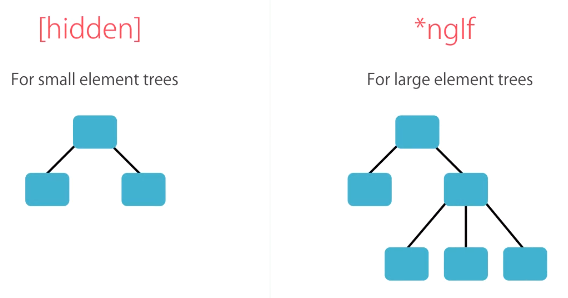 [hidden]
For small element trees
*ngIf
For large element trees